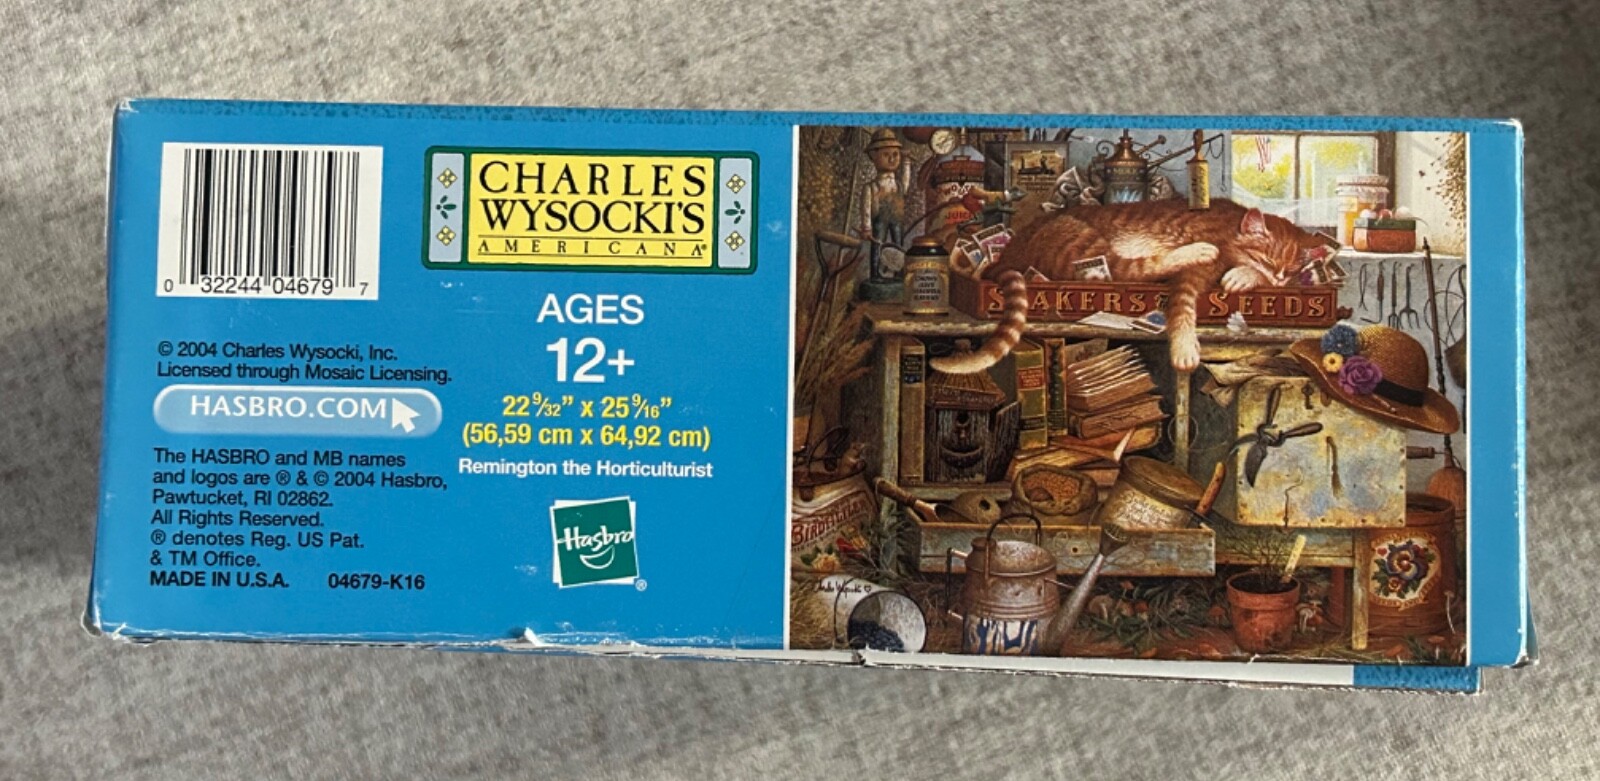 0 32244 04679 7
© 2004 Charles Wysocki, Inc.
Licensed through Mosaic Licensing.
HASBRO.COM
The HASBRO and MB names
and logos are ® & © 2004 Hasbro,
Pawtucket, RI 02862.
All Rights Reserved.
® denotes Reg. US Pat.
& TM Office.
MADE IN U.S.A. 04679-K16
CHARLES
WYSOCKI'S
AMERICANA®
AGES
12+
22 9/32" x 25 9/16"
(56,59 cm x 64,92 cm)
Remington the Horticulturist
Hasbro
®
JUICE
S AKERS SEEDS